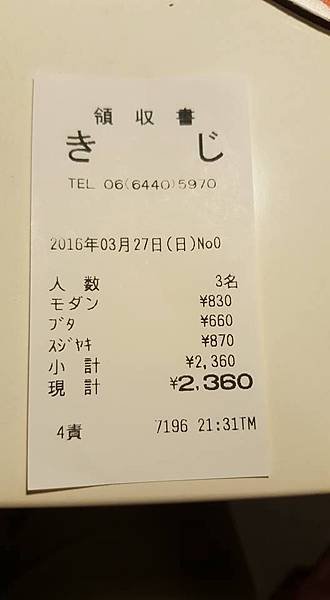 領収書
きじ
TEL 06(6440)5970
2016年03月27日(日)No0
人数 3名
モダン ¥830
ﾌﾞﾀ ¥660
ｽｼﾞﾔｷ ¥870
小計 ¥2,360
現計 ¥2,360
4責 7196 21:31TM